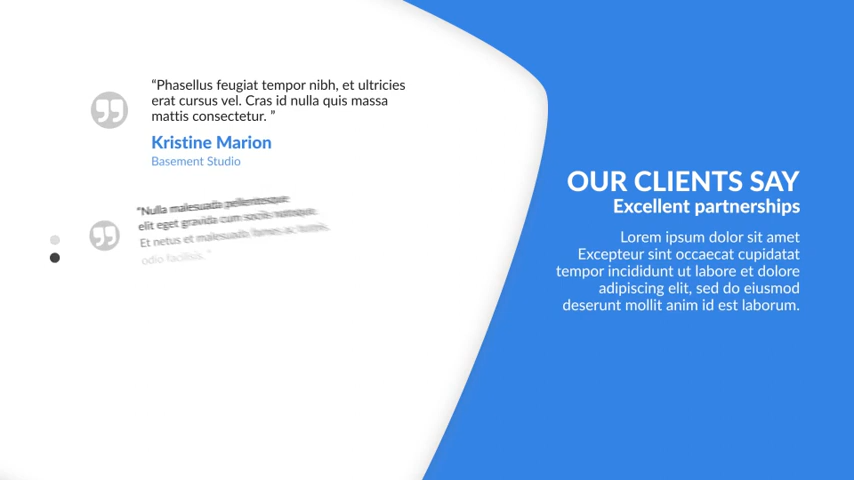 “Phasellus feugiat tempor nibh, et ultricies
erat cursus vel. Cras id nulla quis massa
mattis consectetur. ”
Kristine Marion
Basement Studio
“Nulla malesuada pellentesque
elit eget gravida cum sociis natoque.
Et netus et malesuada fames ac turpis.
odio facilisis. ”
OUR CLIENTS SAY
Excellent partnerships
Lorem ipsum dolor sit amet
Excepteur sint occaecat cupidatat
tempor incididunt ut labore et dolore
adipiscing elit, sed do eiusmod
deserunt mollit anim id est laborum.